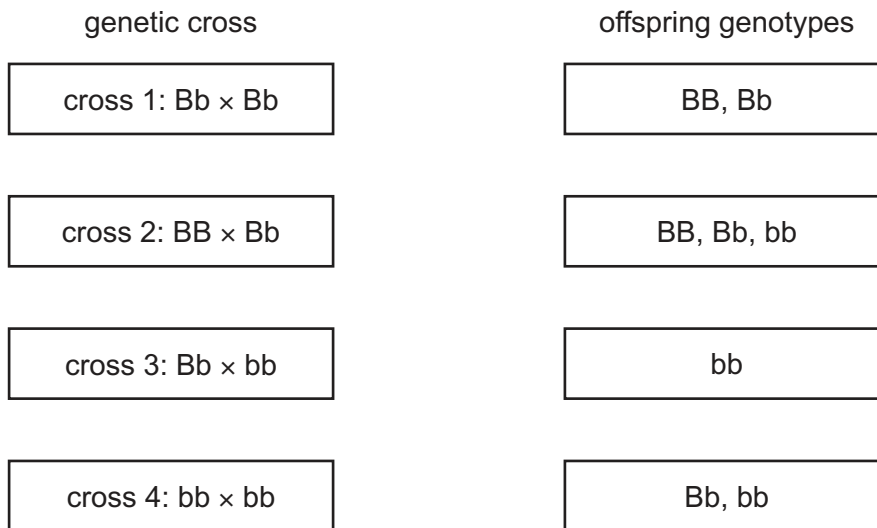 genetic cross offspring genotypes
cross 1: Bb × Bb BB, Bb
cross 2: BB × Bb BB, Bb, bb
cross 3: Bb × bb bb
cross 4: bb × bb Bb, bb